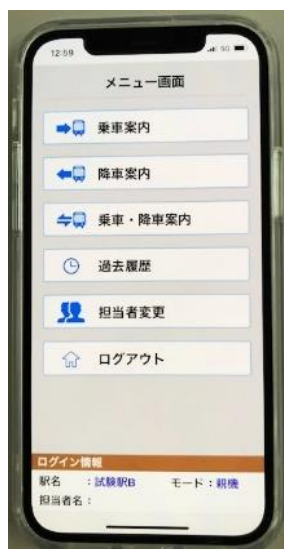 12:59
5G
メニュー画面
乗車案内
降車案内
乗車・降車案内
過去履歴
担当者変更
ログアウト
ログイン情報
駅名 ：試験駅B モード：親機
担当者名：